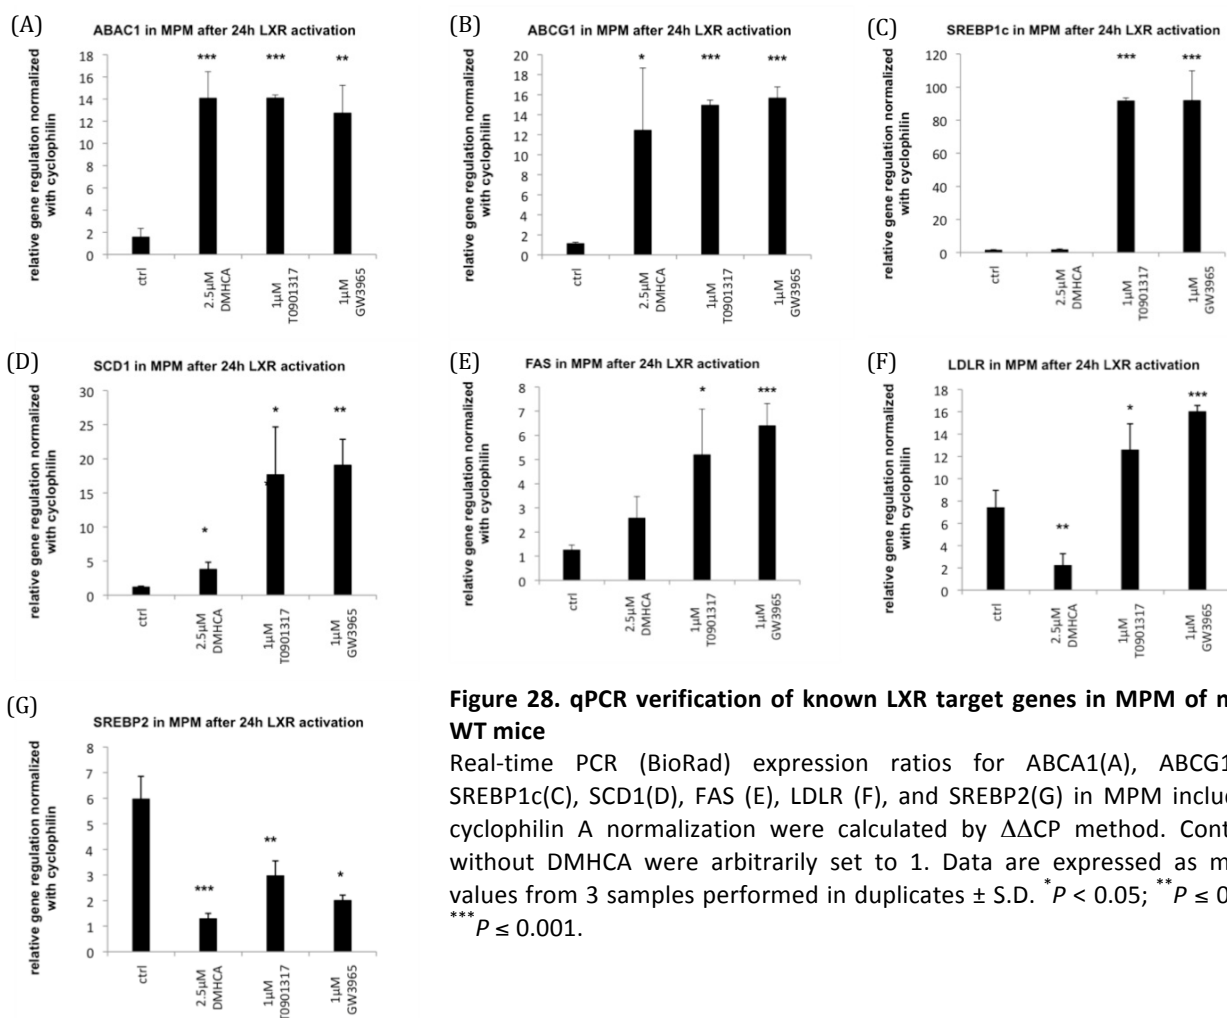 (A)
ABAC1 in MPM after 24h LXR activation
relative gene regulation normalized
with cyclophilin
18
16
14
12
10
8
6
4
2
0
***
***
**
ctrl
2.5µM
DMHCA
1µM
T0901317
1µM
GW3965
(B)
ABCG1 in MPM after 24h LXR activation
relative gene regulation normalized
with cyclophilin
20
18
16
14
12
10
8
6
4
2
0
*
***
***
ctrl
2.5µM
DMHCA
1µM
T0901317
1µM
GW3965
(C)
SREBP1c in MPM after 24h LXR activation
relative gene regulation normalized
with cyclophilin
120
100
80
60
40
20
0
***
***
ctrl
2.5µM
DMHCA
1µM
T0901317
1µM
GW3965
(D)
SCD1 in MPM after 24h LXR activation
relative gene regulation normalized
with cyclophilin
30
25
20
15
10
5
0
*
*
**
ctrl
2.5µM
DMHCA
1µM
T0901317
1µM
GW3965
(E)
FAS in MPM after 24h LXR activation
relative gene regulation normalized
with cyclophilin
8
7
6
5
4
3
2
1
0
*
***
ctrl
2.5µM
DMHCA
1µM
T0901317
1µM
GW3965
(F)
LDLR in MPM after 24h LXR activation
relative gene regulation normalized
with cyclophilin
18
16
14
12
10
8
6
4
2
0
**
*
***
ctrl
2.5µM
DMHCA
1µM
T0901317
1µM
GW3965
(G)
SREBP2 in MPM after 24h LXR activation
relative gene regulation normalized
with cyclophilin
8
7
6
5
4
3
2
1
0
***
**
*
ctrl
2.5µM
DMHCA
1µM
T0901317
1µM
GW3965
Figure 28. qPCR verification of known LXR target genes in MPM of
WT mice
Real-time PCR (BioRad) expression ratios for ABCA1(A), ABCG1
SREBP1c(C), SCD1(D), FAS (E), LDLR (F), and SREBP2(G) in MPM
cyclophilin A normalization were calculated by ΔΔCP method.
without DMHCA were arbitrarily set to 1. Data are expressed as
values from 3 samples performed in duplicates ± S.D. *P < 0.05; **P ≤
***P ≤ 0.001.